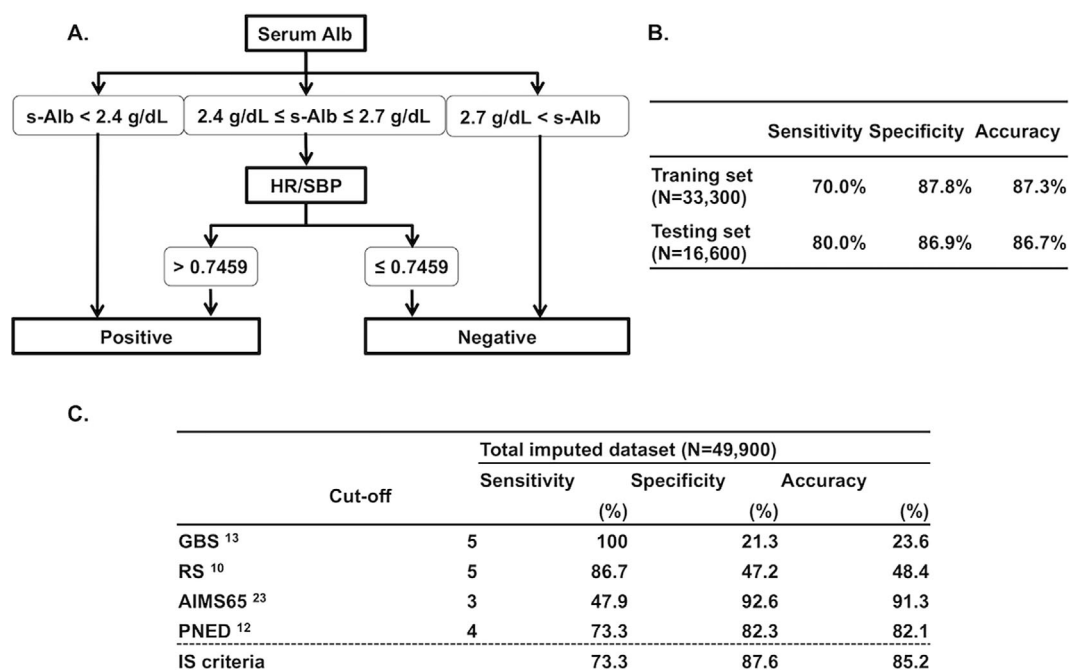 A.
Serum Alb
s-Alb < 2.4 g/dL
2.4 g/dL ≤ s-Alb ≤ 2.7 g/dL
2.7 g/dL < s-Alb
HR/SBP
> 0.7459
≤ 0.7459
Positive
Negative
B.
Sensitivity Specificity Accuracy
Traning set
(N=33,300) 70.0% 87.8% 87.3%
Testing set
(N=16,600) 80.0% 86.9% 86.7%
C.
Total imputed dataset (N=49,900)
Cut-off Sensitivity Specificity Accuracy
(%) (%) (%)
GBS 13 5 100 21.3 23.6
RS 10 5 86.7 47.2 48.4
AIMS65 23 3 47.9 92.6 91.3
PNED 12 4 73.3 82.3 82.1
IS criteria 73.3 87.6 85.2